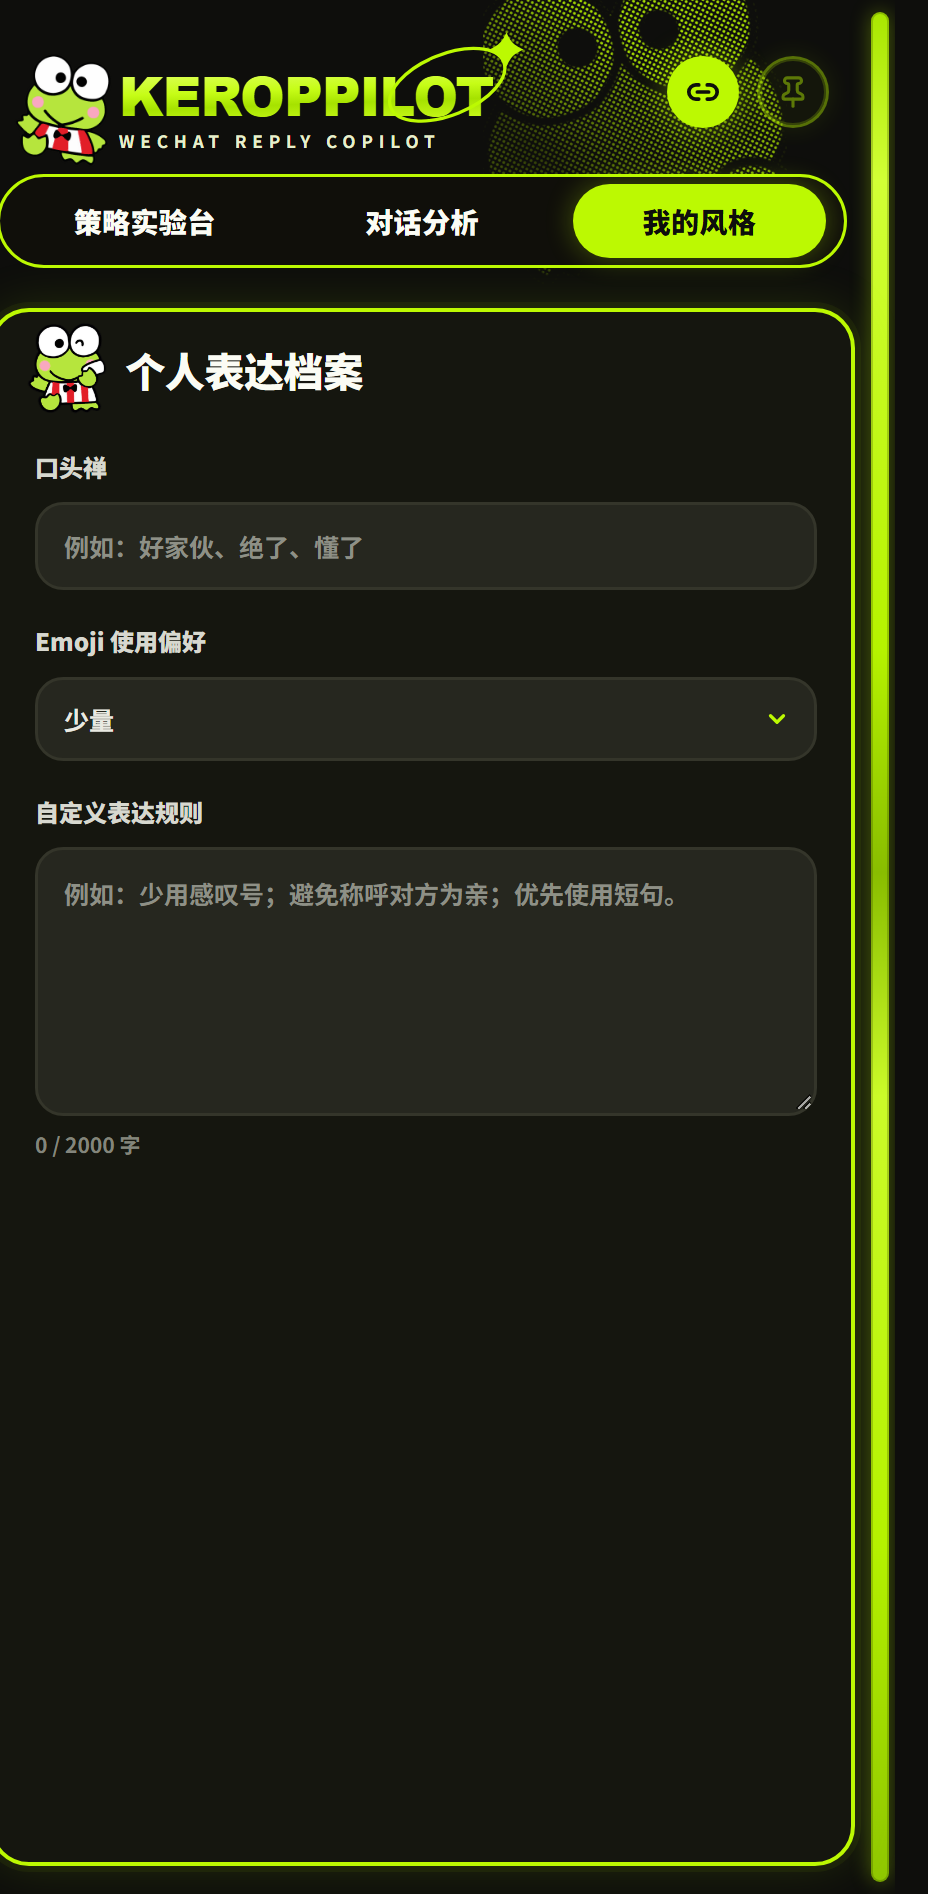 KEROPPILOT
WECHAT REPLY COPILOT
策略实验台 对话分析 我的风格
个人表达档案
口头禅
例如：好家伙、绝了、懂了
Emoji 使用偏好
少量
自定义表达规则
例如：少用感叹号；避免称呼对方为亲；优先使用短句。
0 / 2000 字